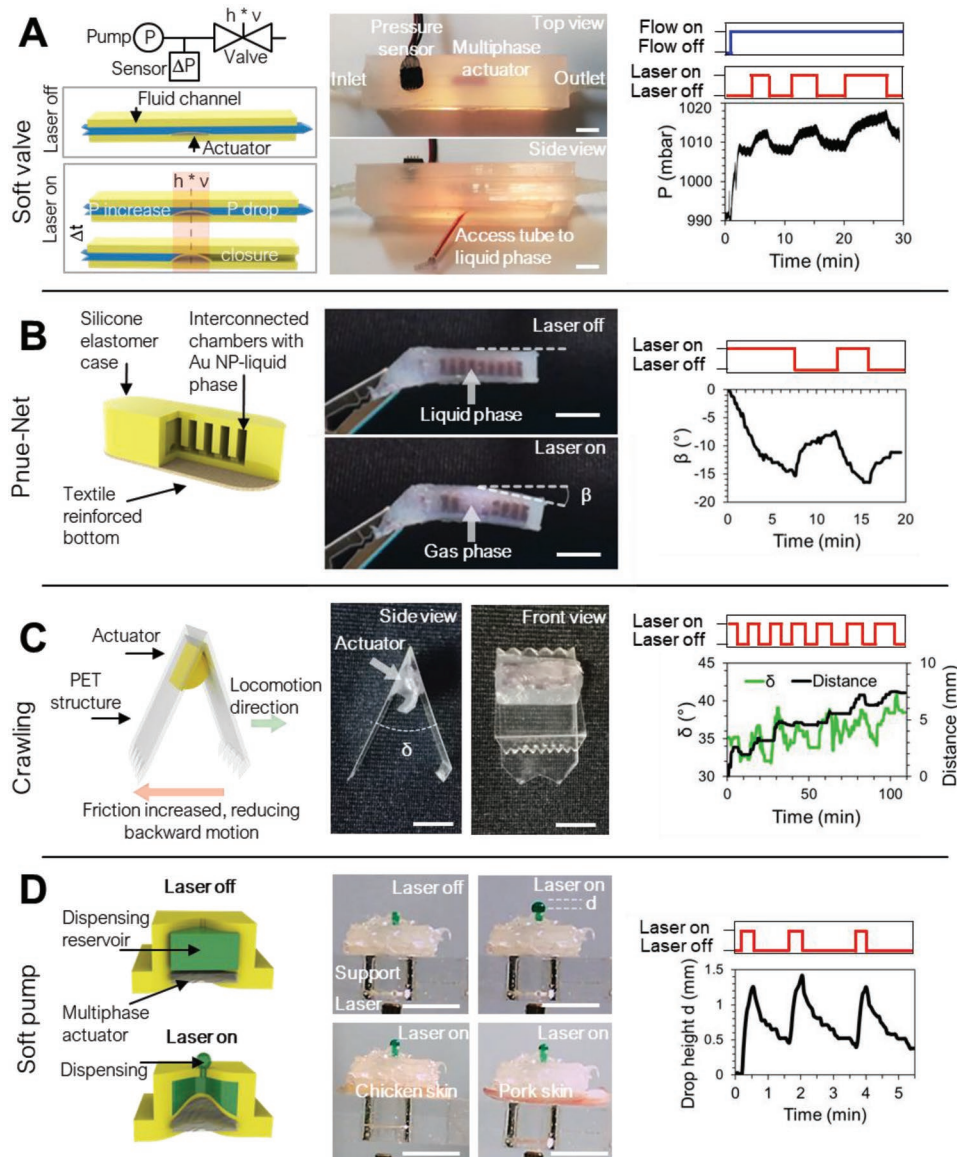 A
Soft valve
h * v
Pump
P
Valve
Sensor
ΔP
Laser off
Fluid channel
Actuator
Laser on
Δt
h * v
P increase
P drop
closure
Top view
Pressure
sensor
Multiphase
actuator
Inlet
Outlet
Side view
Access tube to
liquid phase
Flow on
Flow off
Laser on
Laser off
P (mbar)
1020
1010
1000
990
0
10
20
30
Time (min)
B
Pnue-Net
Silicone
elastomer
case
Interconnected
chambers with
Au NP-liquid
phase
Textile
reinforced
bottom
Laser off
Liquid phase
Laser on
β
Gas phase
Laser on
Laser off
β (°)
0
-5
-10
-15
-20
0
5
10
15
20
Time (min)
C
Crawling
Actuator
PET
structure
Locomotion
direction
Friction increased, reducing
backward motion
Side view
Actuator
δ
Front view
Laser on
Laser off
δ (°)
45
40
35
30
δ
Distance
10
5
0
Distance (mm)
0
50
100
Time (min)
D
Soft pump
Laser off
Dispensing
reservoir
Multiphase
actuator
Laser on
Dispensing
Laser off
Support
Laser
Laser on
d
Laser on
Chicken skin
Laser on
Pork skin
Laser on
Laser off
Drop height d (mm)
1.5
1
0.5
0
0
1
2
3
4
5
Time (min)